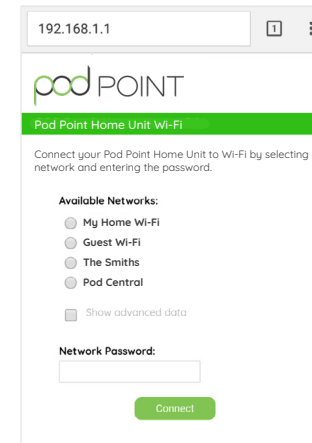 192.168.1.1
1
pod POINT
Pod Point Home Unit Wi-Fi
Connect your Pod Point Home Unit to Wi-Fi by selecting
network and entering the password.
Available Networks:
My Home Wi-Fi
Guest Wi-Fi
The Smiths
Pod Central
Show advanced data
Network Password:
Connect